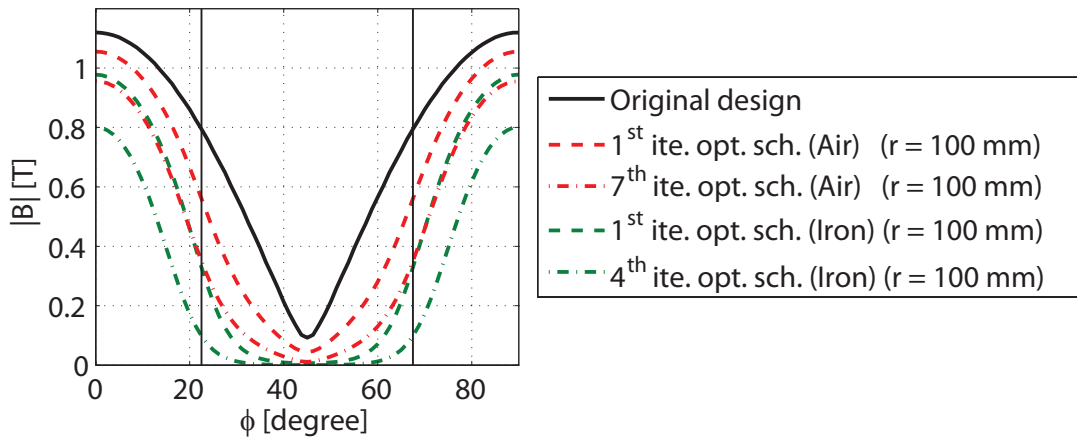 |B| [T]
1
0.8
0.6
0.4
0.2
0
0 20 40 60 80
ϕ [degree]
Original design
1st ite. opt. sch. (Air) (r = 100 mm)
7th ite. opt. sch. (Air) (r = 100 mm)
1st ite. opt. sch. (Iron) (r = 100 mm)
4th ite. opt. sch. (Iron) (r = 100 mm)